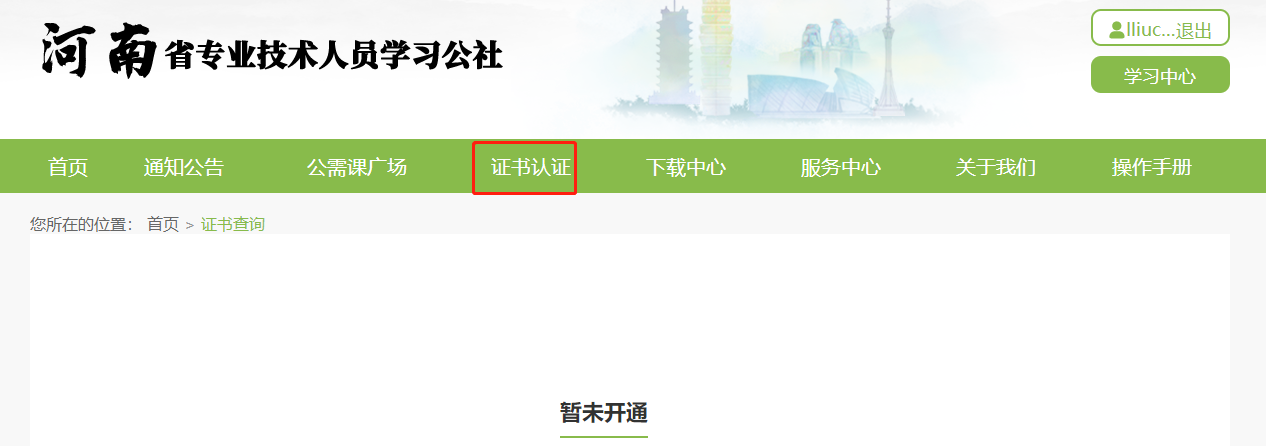 河南省专业技术人员学习公社
lliuc...退出
学习中心
首页 通知公告 公需课广场 证书认证 下载中心 服务中心 关于我们 操作手册
您所在的位置： 首页 > 证书查询
暂未开通